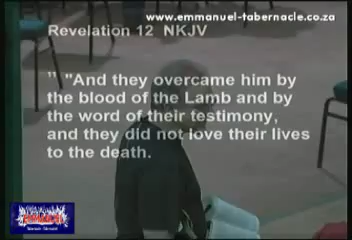 www.emmanuel-tabernacle.co.za
Revelation 12 NKJV
11 "And they overcame him by
the blood of the Lamb and by
the word of their testimony,
and they did not love their lives
to the death.